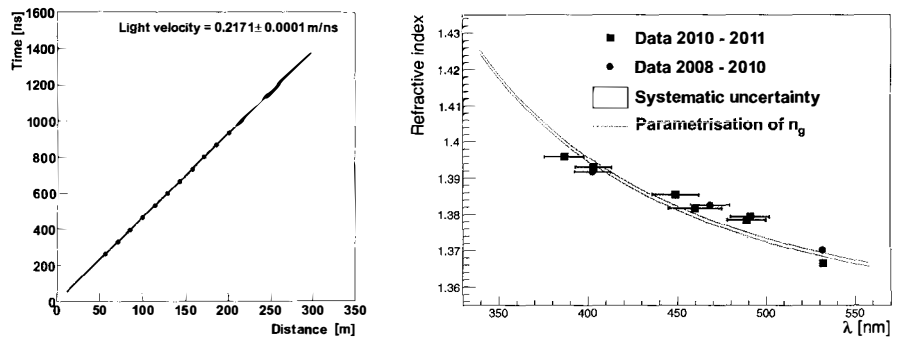 Time [ns]
Light velocity = 0.2171± 0.0001 m/ns
1600
1400
1200
1000
800
600
400
200
0
0 50 100 150 200 250 300 350
Distance [m]
Refractive index
1.43
1.42
1.41
1.4
1.39
1.38
1.37
1.36
Data 2010 - 2011
Data 2008 - 2010
Systematic uncertainty
Parametrisation of ng
350 400 450 500 550
λ [nm]